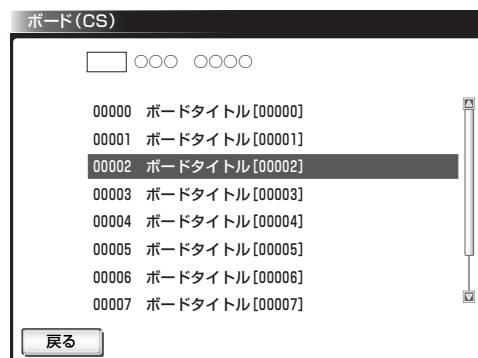 ボード(CS)
○○○ ○○○○
00000 ボードタイトル[00000]
00001 ボードタイトル[00001]
00002 ボードタイトル[00002]
00003 ボードタイトル[00003]
00004 ボードタイトル[00004]
00005 ボードタイトル[00005]
00006 ボードタイトル[00006]
00007 ボードタイトル[00007]
戻る